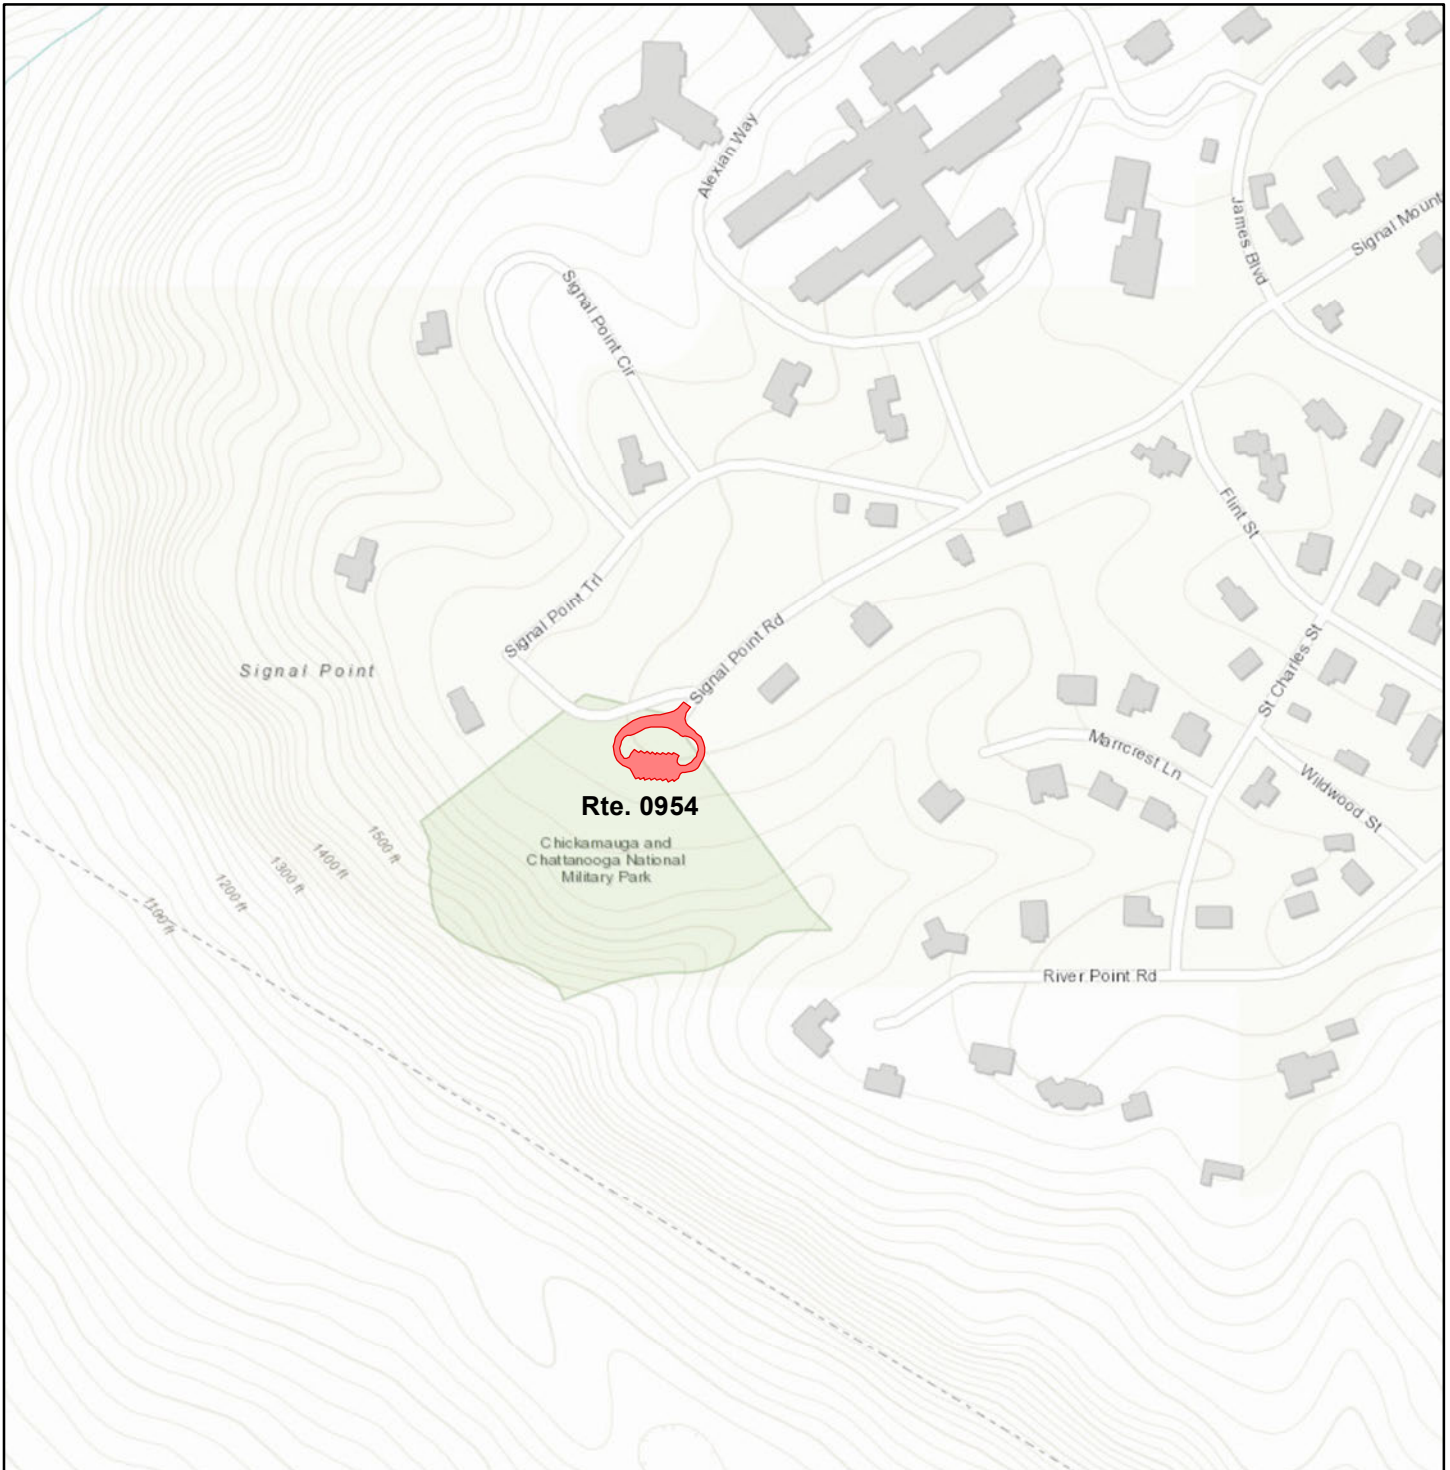 Alexian Way
James Blvd
Signal Mount
Signal Point Cir
Flint St
Signal Point Trl
Signal Point Rd
St Charles St
Signal Point
Marrcrest Ln
Wildwood St
Rte. 0954
Chickamauga and
Chattanooga National
Military Park
1500 ft
1400 ft
1300 ft
1200 ft
1100 ft
River Point Rd